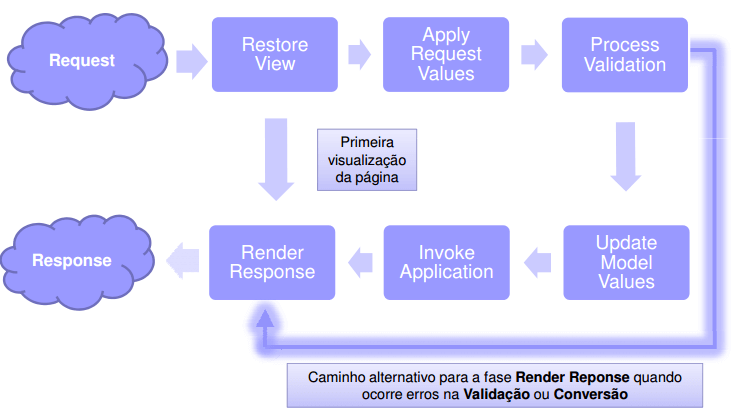 Request
Restore
View
Apply
Request
Values
Process
Validation
Primeira
visualização
da página
Response
Render
Response
Invoke
Application
Update
Model
Values
Caminho alternativo para a fase Render Reponse quando
ocorre erros na Validação ou Conversão